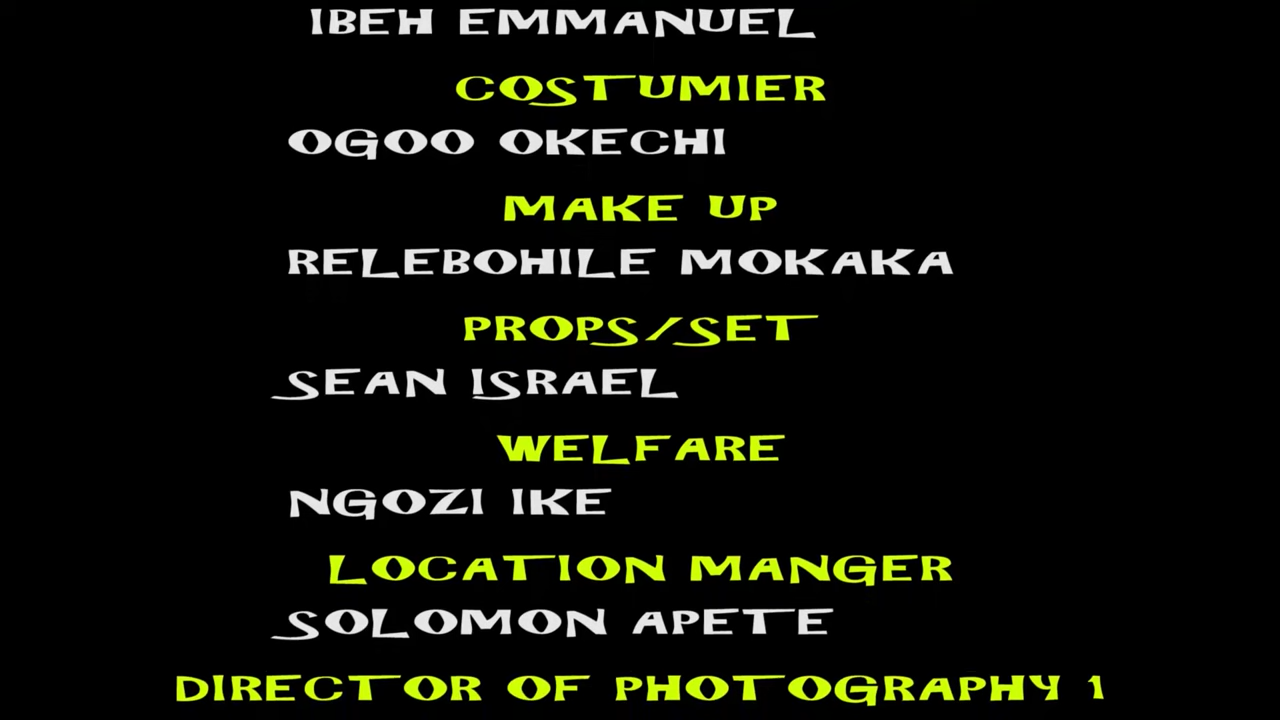 IBEH EMMANUEL
COSTUMIER
OGOO OKECHI
MAKE UP
RELEBOHILE MOKAKA
PROPS/SET
SEAN ISRAEL
WELFARE
NGOZI IKE
LOCATION MANGER
SOLOMON APETE
DIRECTOR OF PHOTOGRAPHY 1